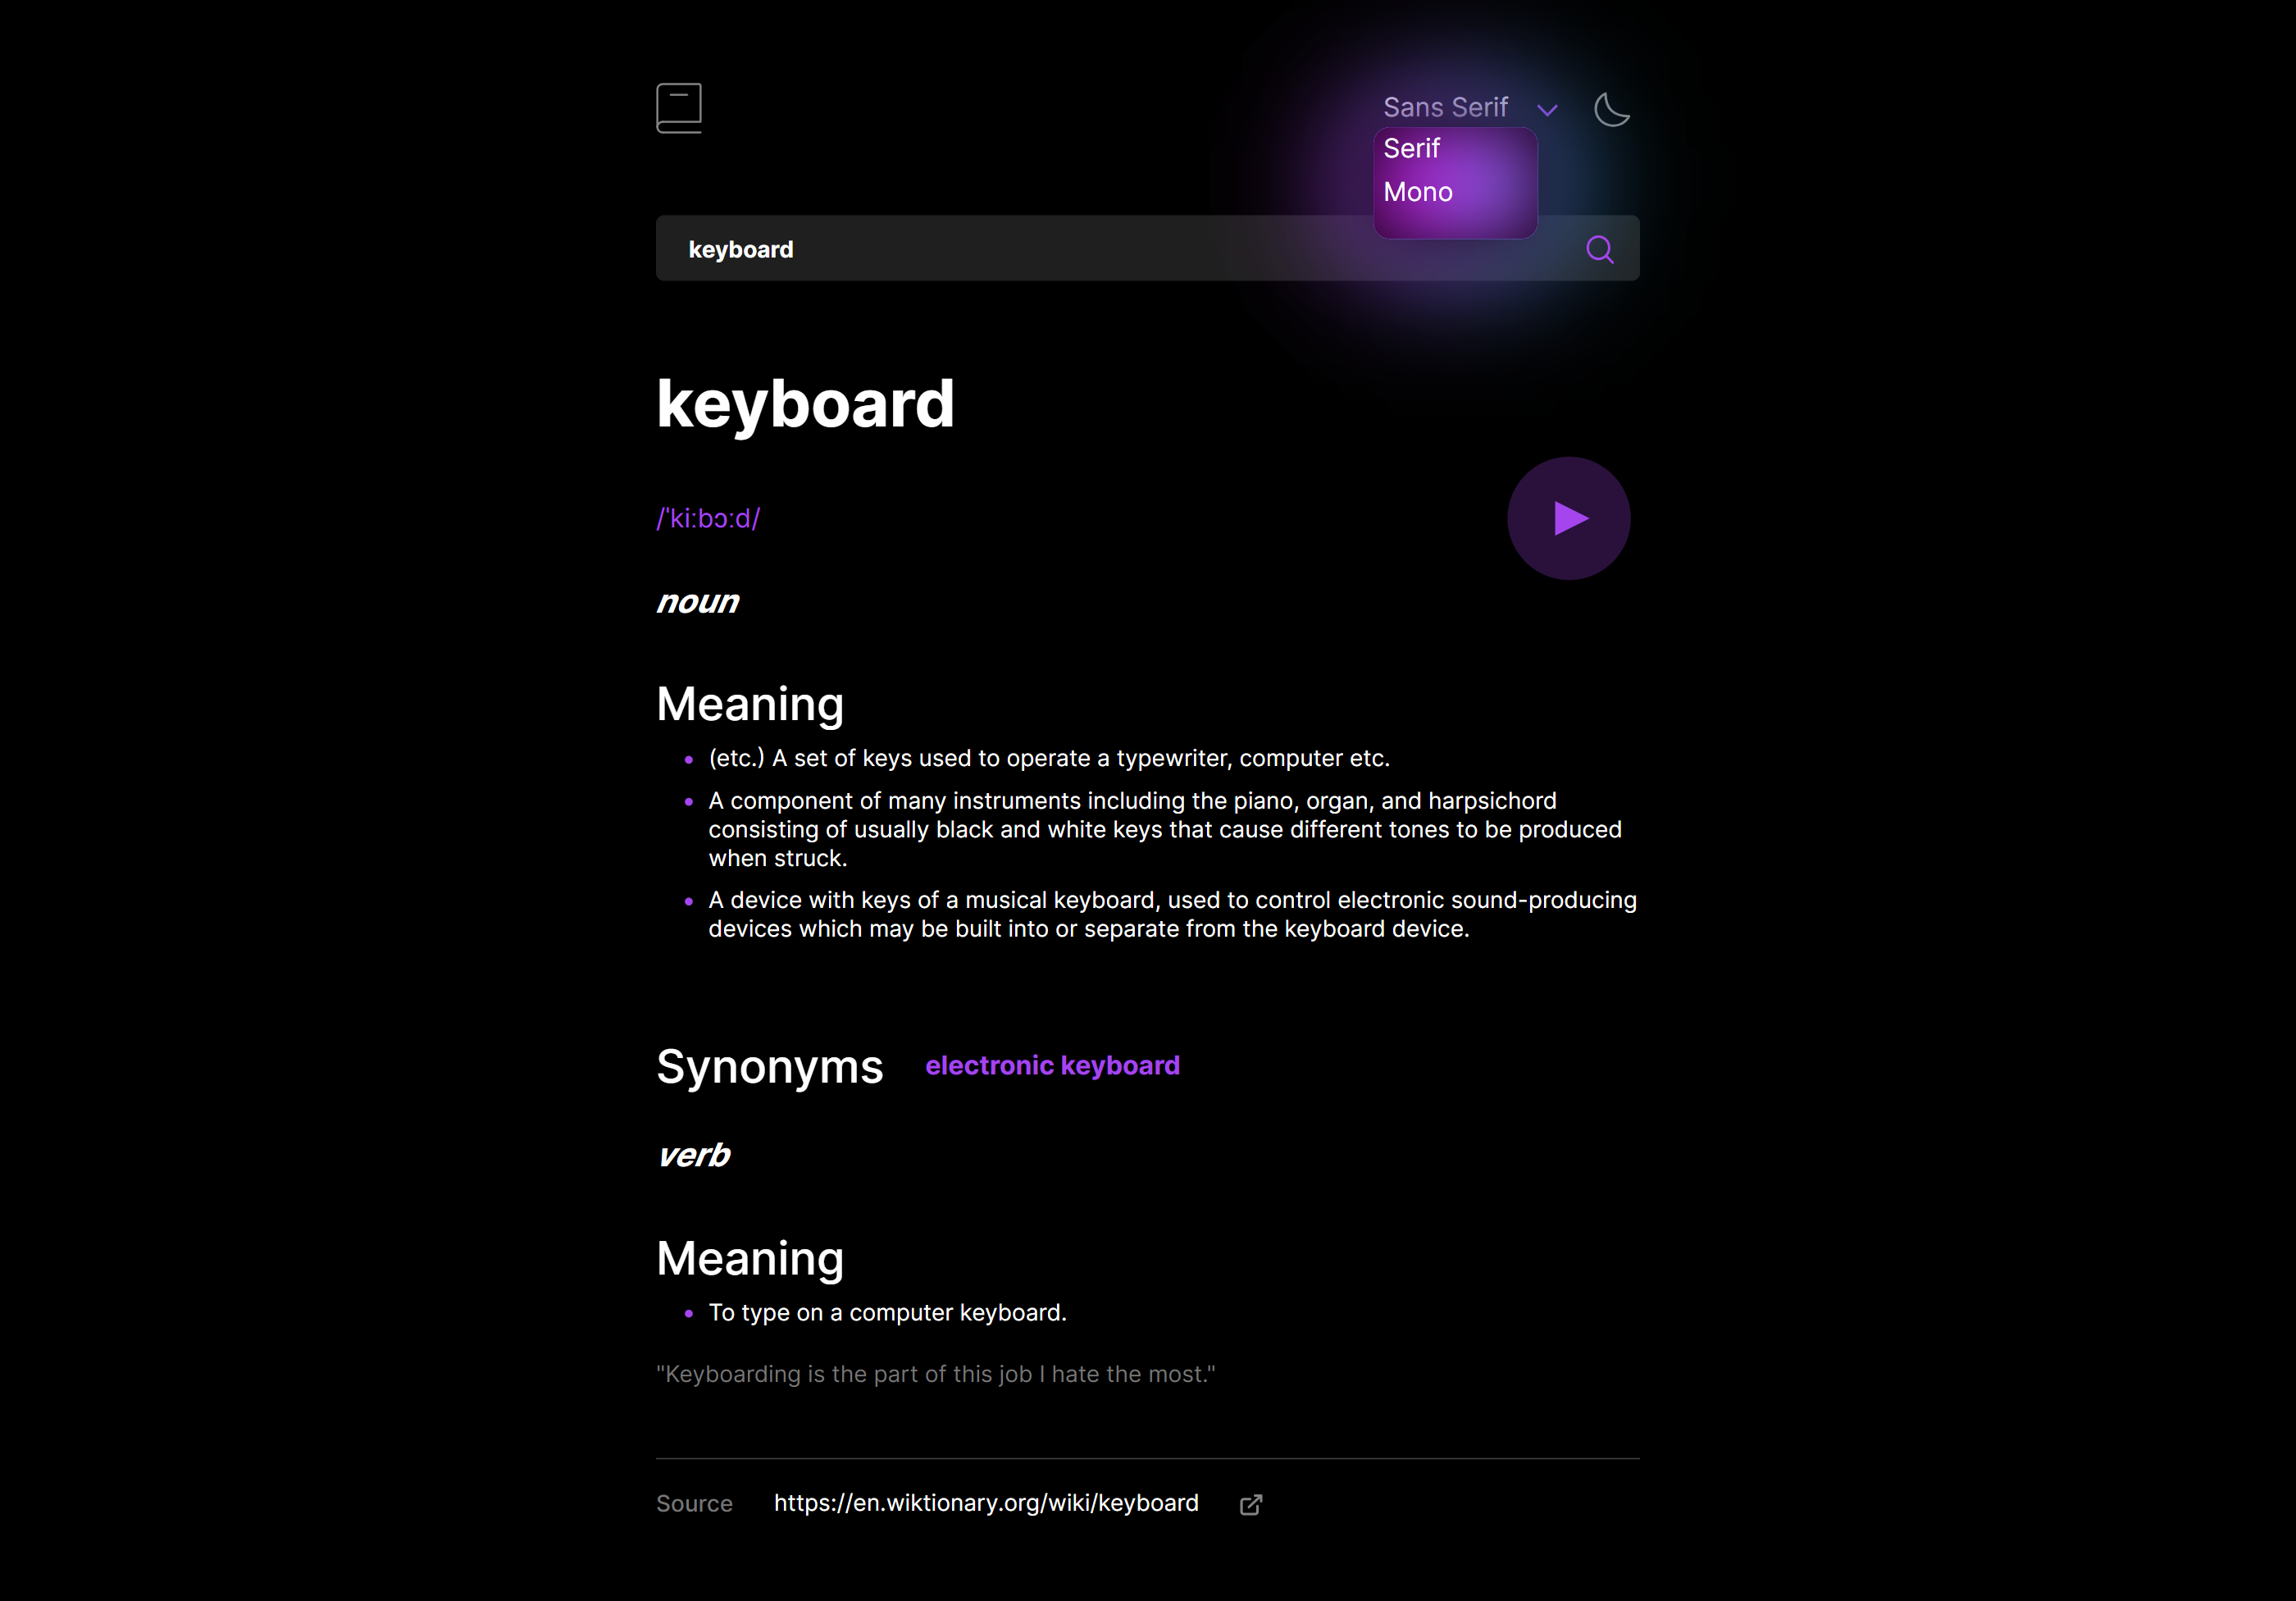 Sans Serif
Serif
Mono
keyboard
keyboard
/ˈkiːbɔːd/
noun
Meaning
(etc.) A set of keys used to operate a typewriter, computer etc.
A component of many instruments including the piano, organ, and harpsichord
consisting of usually black and white keys that cause different tones to be produced
when struck.
A device with keys of a musical keyboard, used to control electronic sound-producing
devices which may be built into or separate from the keyboard device.
Synonyms electronic keyboard
verb
Meaning
To type on a computer keyboard.
"Keyboarding is the part of this job I hate the most."
Source https://en.wiktionary.org/wiki/keyboard